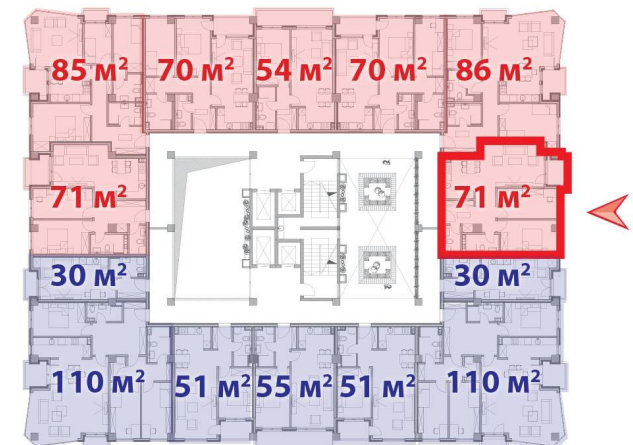 85 м² 70 м² 54 м² 70 м² 86 м²
71 м² 71 м²
30 м² 30 м²
110 м² 51 м² 55 м² 51 м² 110 м²